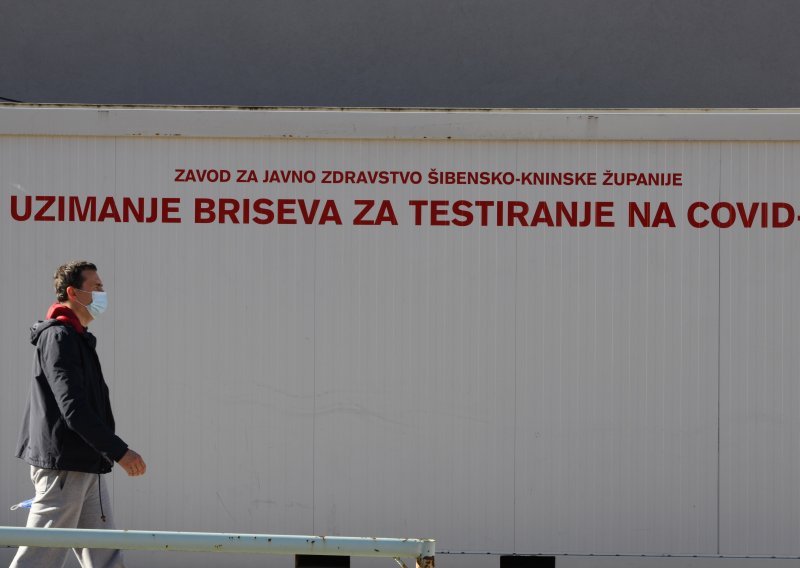 ZAVOD ZA JAVNO ZDRAVSTVO ŠIBENSKO-KNINSKE ŽUPANIJE
UZIMANJE BRISEVA ZA TESTIRANJE NA COVID-